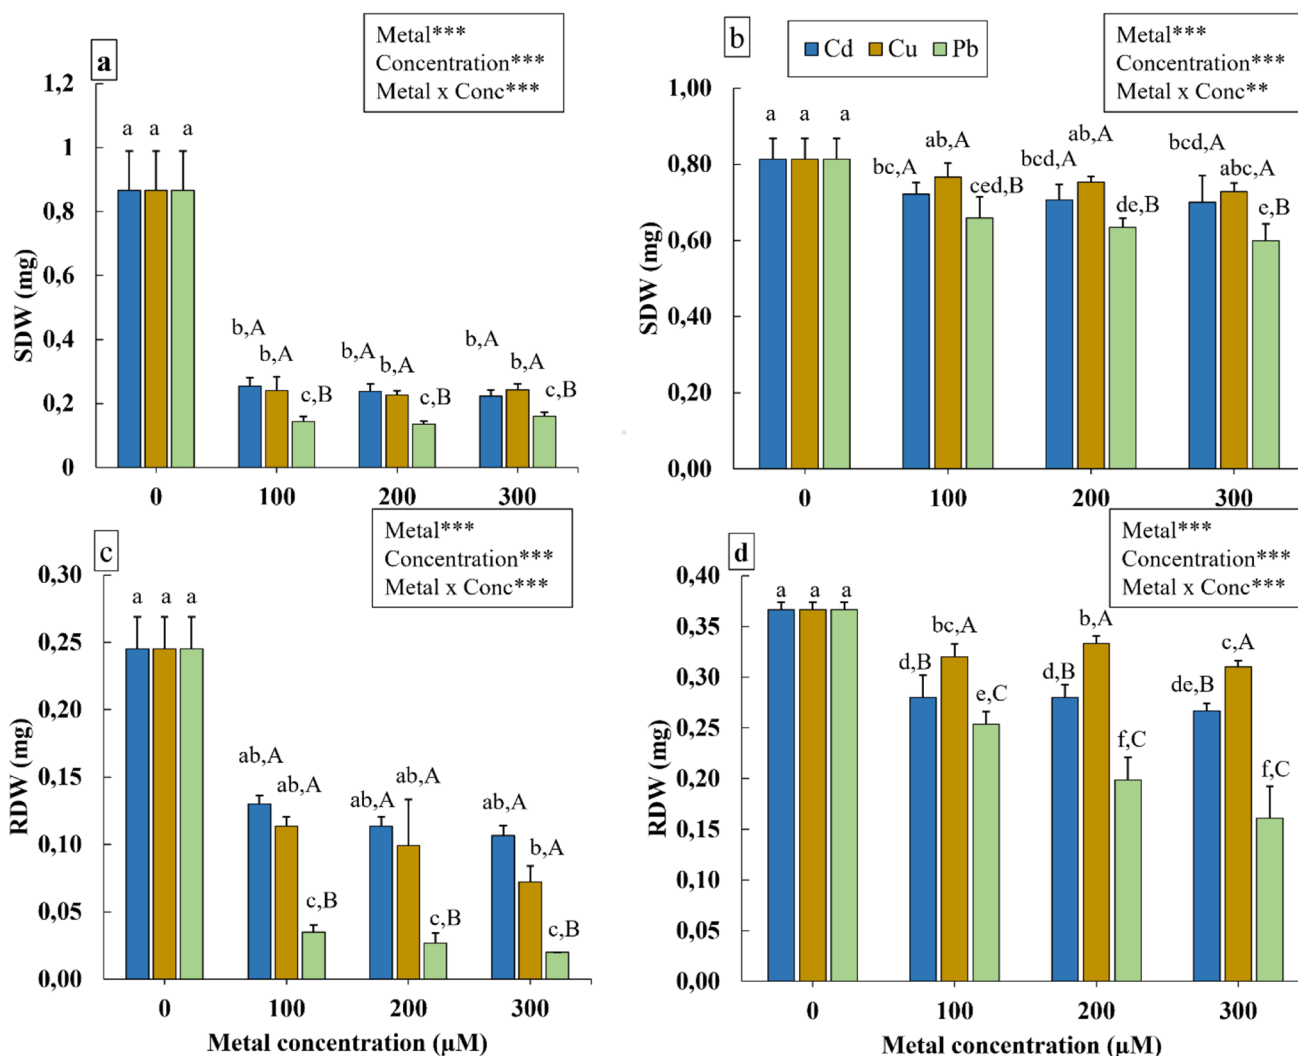 a
Metal***
Concentration***
Metal x Conc***
1,2
1
0,8
0,6
0,4
0,2
0
SDW (mg)
a a a
b,A b,A c,B
b,A b,A c,B
b,A b,A c,B
0 100 200 300
b
Cd Cu Pb
Metal***
Concentration***
Metal x Conc**
1,00
0,80
0,60
0,40
0,20
0,00
SDW (mg)
a a a
bc,A ab,A ced,B
bcd,A ab,A de,B
bcd,A abc,A e,B
0 100 200 300
c
Metal***
Concentration***
Metal x Conc***
0,30
0,25
0,20
0,15
0,10
0,05
0,00
RDW (mg)
a a a
ab,A ab,A c,B
ab,A ab,A c,B
ab,A b,A c,B
0 100 200 300
Metal concentration (µM)
d
Metal***
Concentration***
Metal x Conc***
0,40
0,35
0,30
0,25
0,20
0,15
0,10
0,05
0,00
RDW (mg)
a a a
d,B bc,A e,C
d,B b,A f,C
de,B c,A f,C
0 100 200 300
Metal concentration (µM)